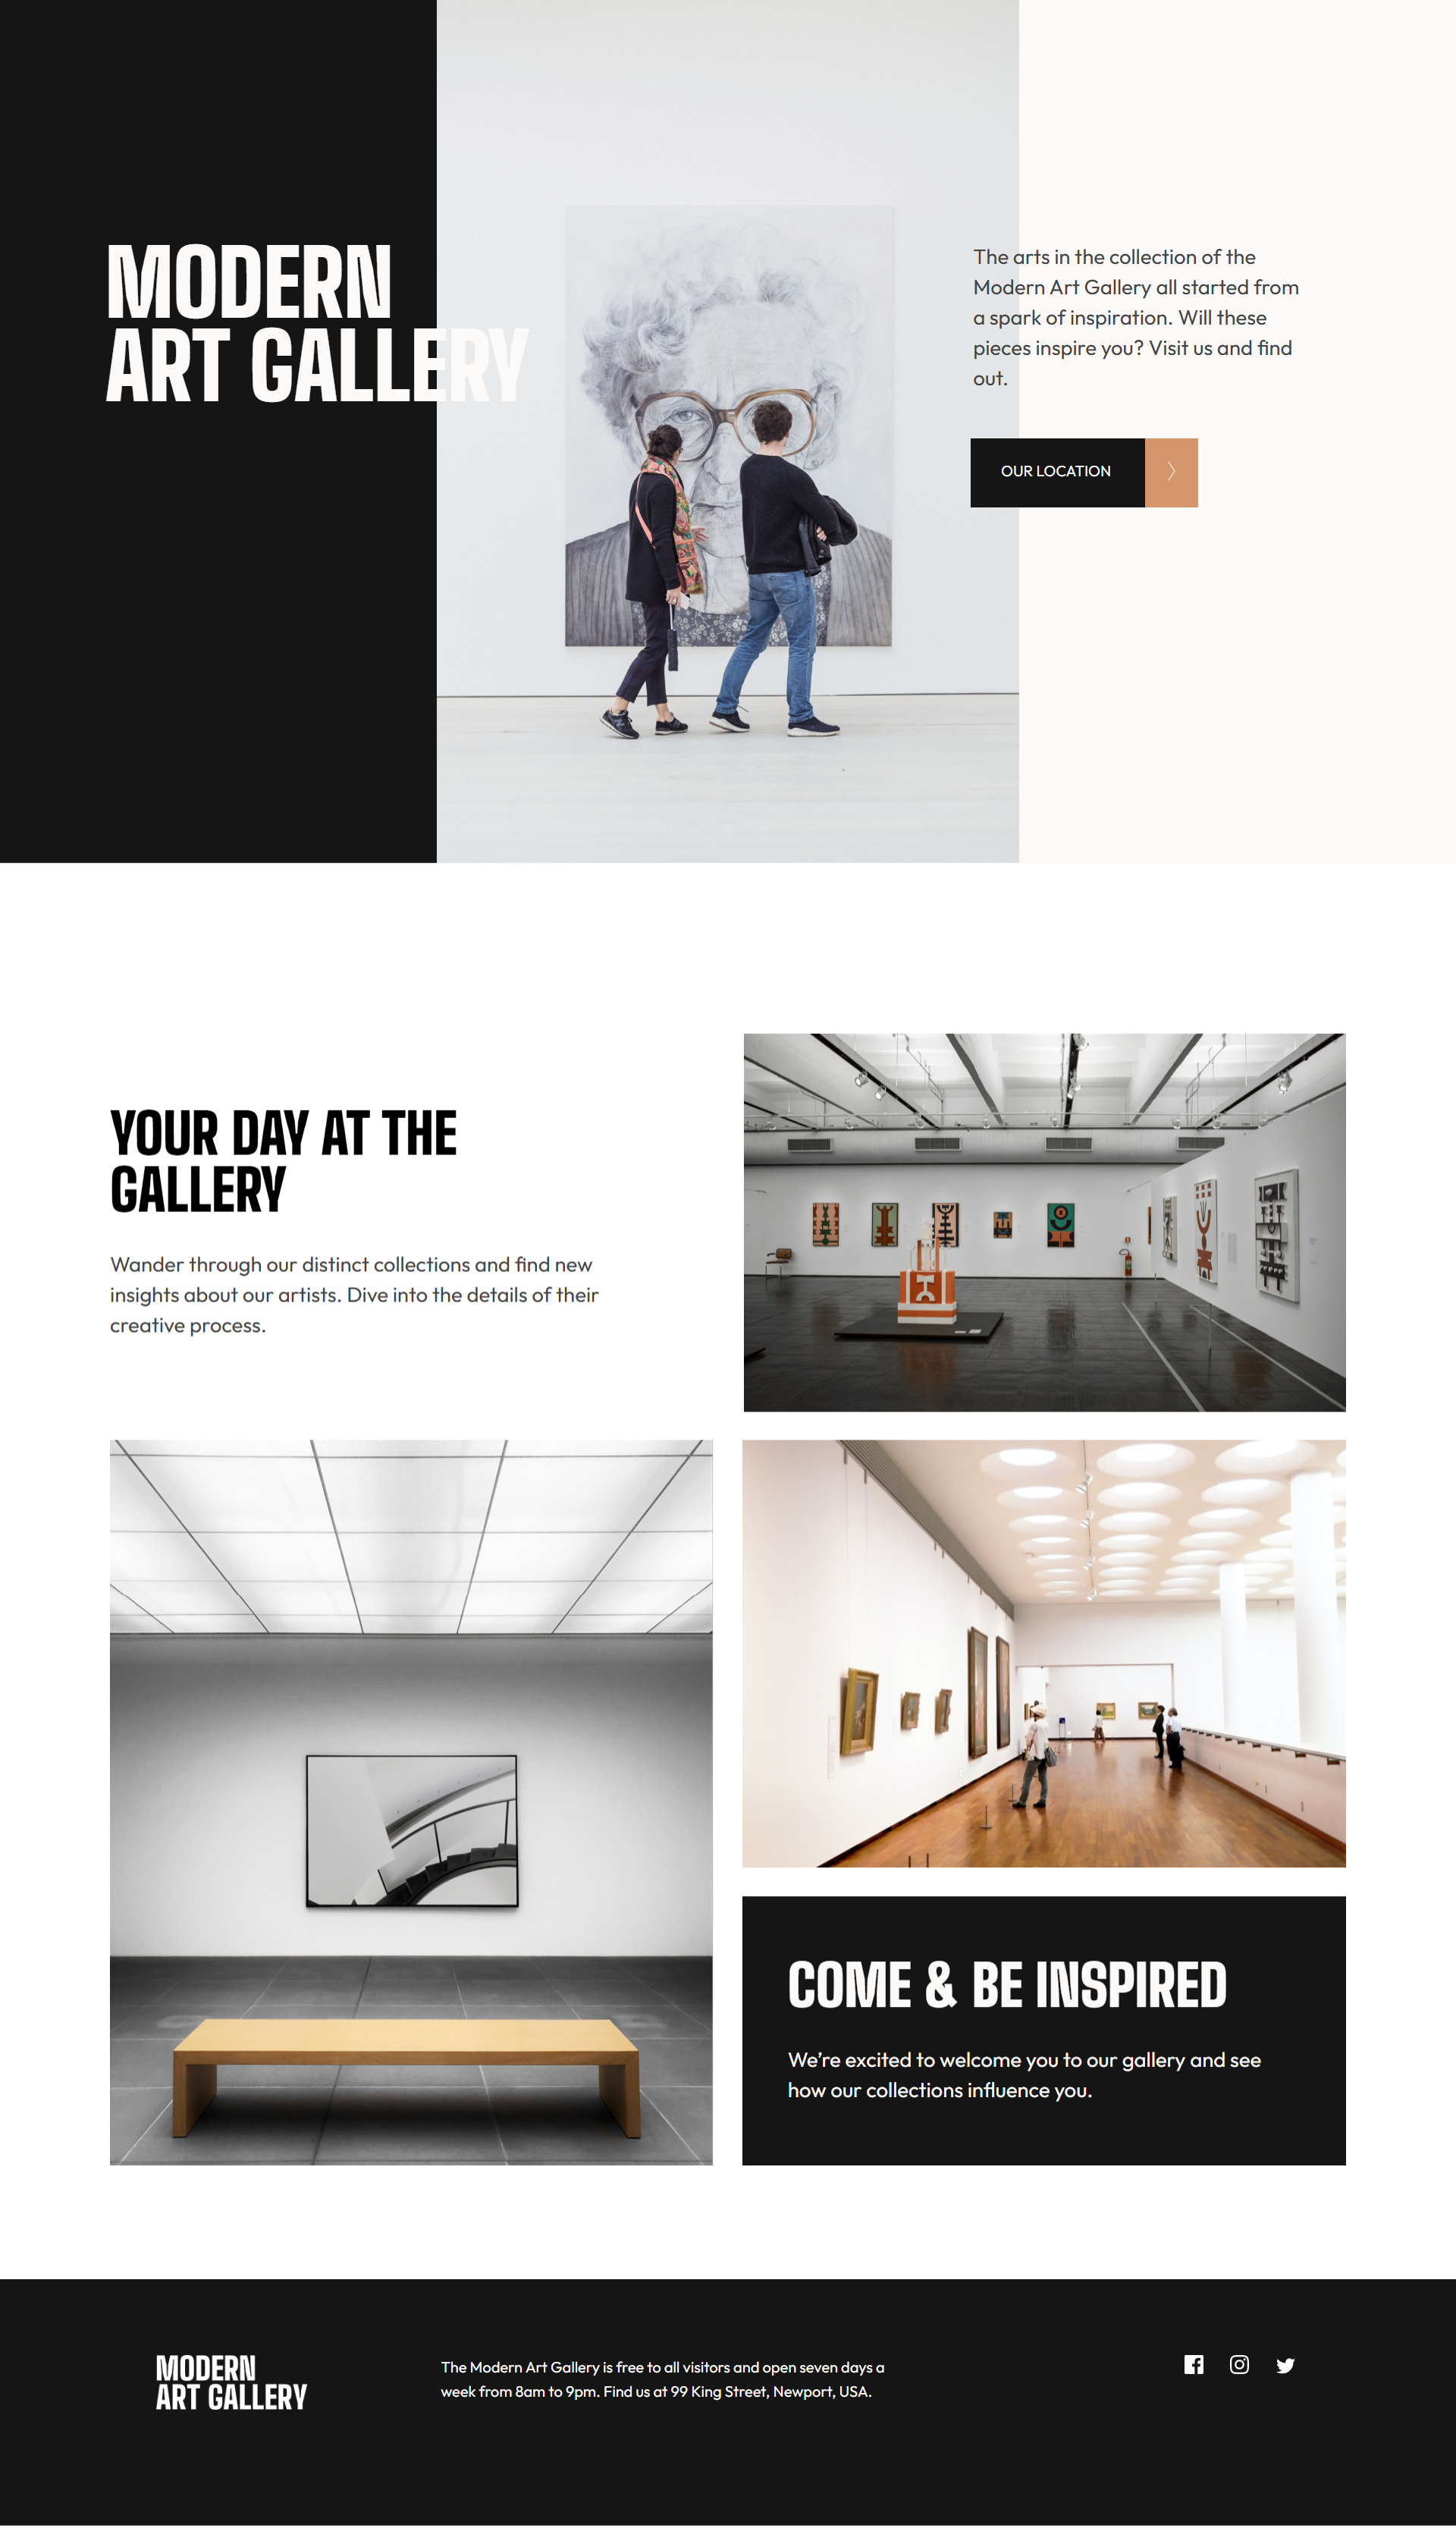 MODERN
ART GALLERY
The arts in the collection of the
Modern Art Gallery all started from
a spark of inspiration. Will these
pieces inspire you? Visit us and find
out.
OUR LOCATION
YOUR DAY AT THE
GALLERY
Wander through our distinct collections and find new
insights about our artists. Dive into the details of their
creative process.
COME & BE INSPIRED
We’re excited to welcome you to our gallery and see
how our collections influence you.
MODERN
ART GALLERY
The Modern Art Gallery is free to all visitors and open seven days a
week from 8am to 9pm. Find us at 99 King Street, Newport, USA.